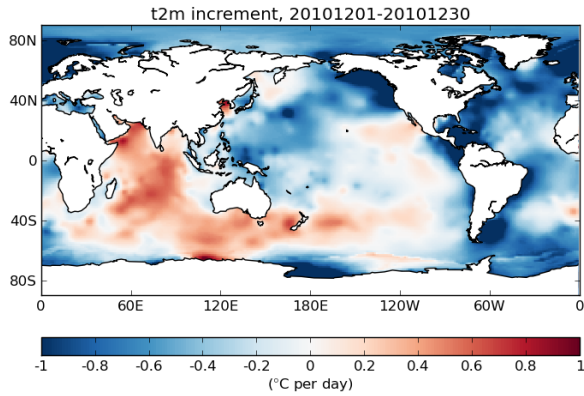 t2m increment, 20101201-20101230
80N
40N
0
40S
80S
0 60E 120E 180E 120W 60W 0
-1 -0.8 -0.6 -0.4 -0.2 0 0.2 0.4 0.6 0.8 1
(°C per day)